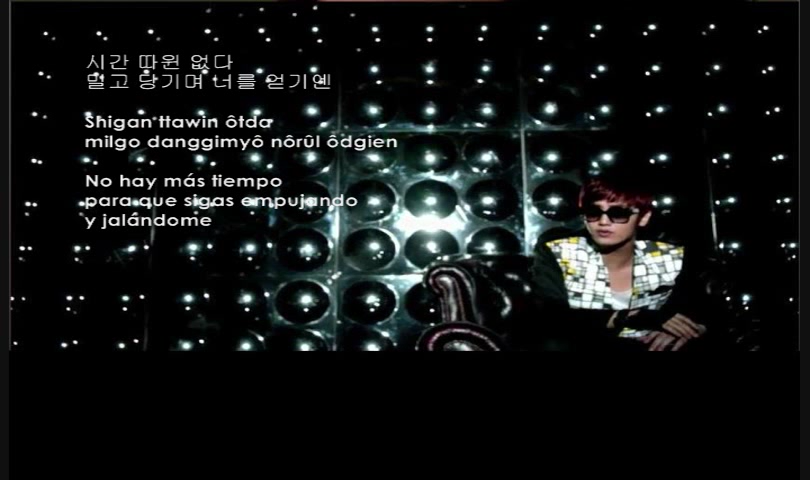 시간 따윈 없다
밀고 당기며 너를 얻기엔
Shigan ttawin ôtda
milgo danggimyô nôrûl ôdgien
No hay más tiempo
para que sigas empujando
y jalándome